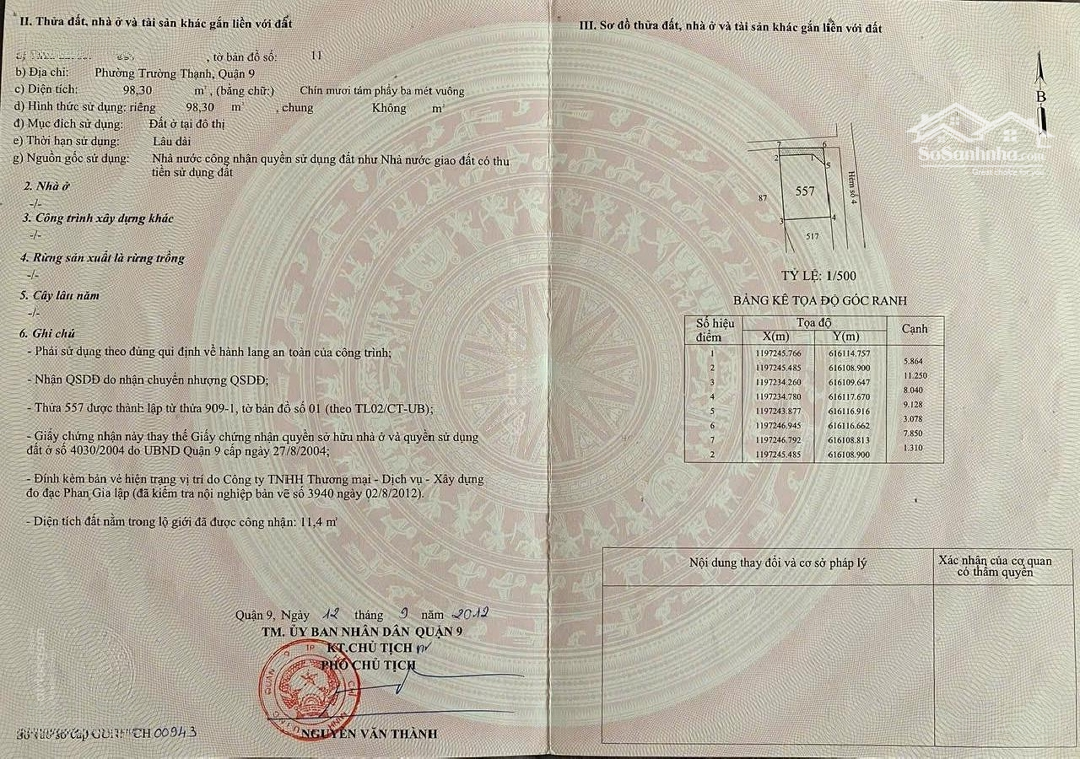 II. Thửa đất, nhà ở và tài sản khác gắn liền với đất
, tờ bản đồ số: 11
b) Địa chỉ: Phường Trường Thạnh, Quận 9
c) Diện tích: 98,30 m², (bằng chữ:) Chín mươi tám phẩy ba mét vuông
d) Hình thức sử dụng: riêng 98,30 m², chung Không m²
đ) Mục đích sử dụng: Đất ở tại đô thị
e) Thời hạn sử dụng: Lâu dài
g) Nguồn gốc sử dụng: Nhà nước công nhận quyền sử dụng đất như Nhà nước giao đất có thu
tiền sử dụng đất
2. Nhà ở
-/-
3. Công trình xây dựng khác
-/-
4. Rừng sản xuất là rừng trồng
-/-
5. Cây lâu năm
-/-
6. Ghi chú
- Phải sử dụng theo đúng qui định về hành lang an toàn của công trình;
- Nhận QSDĐ do nhận chuyển nhượng QSDĐ;
- Thửa 557 được thành lập từ thửa 909-1, tờ bản đồ số 01 (theo TL02/CT-UB);
- Giấy chứng nhận này thay thế Giấy chứng nhận quyền sở hữu nhà ở và quyền sử dụng
đất ở số 4030/2004 do UBND Quận 9 cấp ngày 27/8/2004;
- Đính kèm bản vẽ hiện trạng vị trí do Công ty TNHH Thương mại - Dịch vụ - Xây dựng
đo đạc Phan Gia lập (đã kiểm tra nội nghiệp bản vẽ số 3940 ngày 02/8/2012).
- Diện tích đất nằm trong lộ giới đã được công nhận: 11,4 m²
Quận 9, Ngày 12 tháng 9 năm 2012
TM. ỦY BAN NHÂN DÂN QUẬN 9
KT.CHỦ TỊCH
PHÓ CHỦ TỊCH
NGUYỄN VĂN THÀNH
CH 00943
III. Sơ đồ thửa đất, nhà ở và tài sản khác gắn liền với đất
B
SoSanhnha.com
Great choice for you
7 6
2 1
5
557
87
Hẻm số 4
3 4
517
TỶ LỆ: 1/500
BẢNG KÊ TỌA ĐỘ GÓC RANH
Số hiệu điểm Tọa độ Cạnh
X(m) Y(m)
1 1197245.766 616114.757
5.864
2 1197245.485 616108.900
11.250
3 1197234.260 616109.647
8.040
4 1197234.780 616117.670
9.128
5 1197243.877 616116.916
3.078
6 1197246.945 616116.662
7.850
7 1197246.792 616108.813
1.310
2 1197245.485 616108.900
Nội dung thay đổi và cơ sở pháp lý
Xác nhận của cơ quan
có thẩm quyền